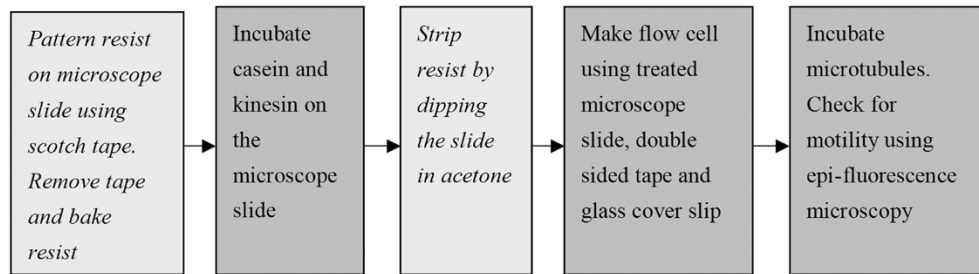 Pattern resist
on microscope
slide using
scotch tape.
Remove tape
and bake
resist
Incubate
casein and
kinesin on
the
microscope
slide
Strip
resist by
dipping
the slide
in acetone
Make flow cell
using treated
microscope
slide, double
sided tape and
glass cover slip
Incubate
microtubules.
Check for
motility using
epi-fluorescence
microscopy